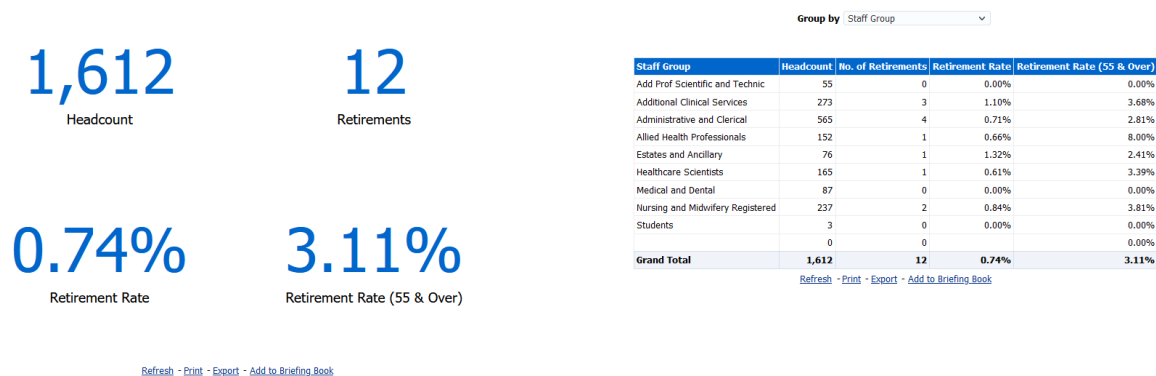 1,612
Headcount
12
Retirements
0.74%
Retirement Rate
3.11%
Retirement Rate (55 & Over)
Refresh - Print - Export - Add to Briefing Book
Group by Staff Group
Staff Group Headcount No. of Retirements Retirement Rate Retirement Rate (55 & Over)
Add Prof Scientific and Technic 55 0 0.00% 0.00%
Additional Clinical Services 273 3 1.10% 3.68%
Administrative and Clerical 565 4 0.71% 2.81%
Allied Health Professionals 152 1 0.66% 8.00%
Estates and Ancillary 76 1 1.32% 2.41%
Healthcare Scientists 165 1 0.61% 3.39%
Medical and Dental 87 0 0.00% 0.00%
Nursing and Midwifery Registered 237 2 0.84% 3.81%
Students 3 0 0.00% 0.00%
0 0 0.00%
Grand Total 1,612 12 0.74% 3.11%
Refresh - Print - Export - Add to Briefing Book